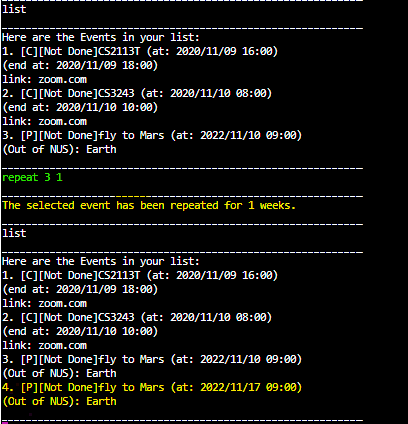 list
Here are the Events in your list:
1. [C][Not Done]CS2113T (at: 2020/11/09 16:00)
(end at: 2020/11/09 18:00)
link: zoom.com
2. [C][Not Done]CS3243 (at: 2020/11/10 08:00)
(end at: 2020/11/10 10:00)
link: zoom.com
3. [P][Not Done]fly to Mars (at: 2022/11/10 09:00)
(Out of NUS): Earth
repeat 3 1
The selected event has been repeated for 1 weeks.
list
Here are the Events in your list:
1. [C][Not Done]CS2113T (at: 2020/11/09 16:00)
(end at: 2020/11/09 18:00)
link: zoom.com
2. [C][Not Done]CS3243 (at: 2020/11/10 08:00)
(end at: 2020/11/10 10:00)
link: zoom.com
3. [P][Not Done]fly to Mars (at: 2022/11/10 09:00)
(Out of NUS): Earth
4. [P][Not Done]fly to Mars (at: 2022/11/17 09:00)
(Out of NUS): Earth